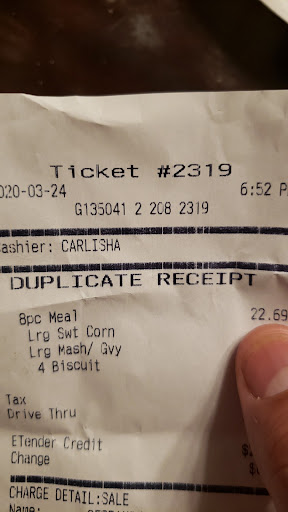 Ticket #2319
020-03-24 6:52 P
G135041 2 208 2319
ashier: CARLISHA
DUPLICATE RECEIPT
8pc Meal 22.69
Lrg Swt Corn
Lrg Mash/ Gvy
4 Biscuit
Tax
Drive Thru
ETender Credit
Change
CHARGE DETAIL:SALE
Name: